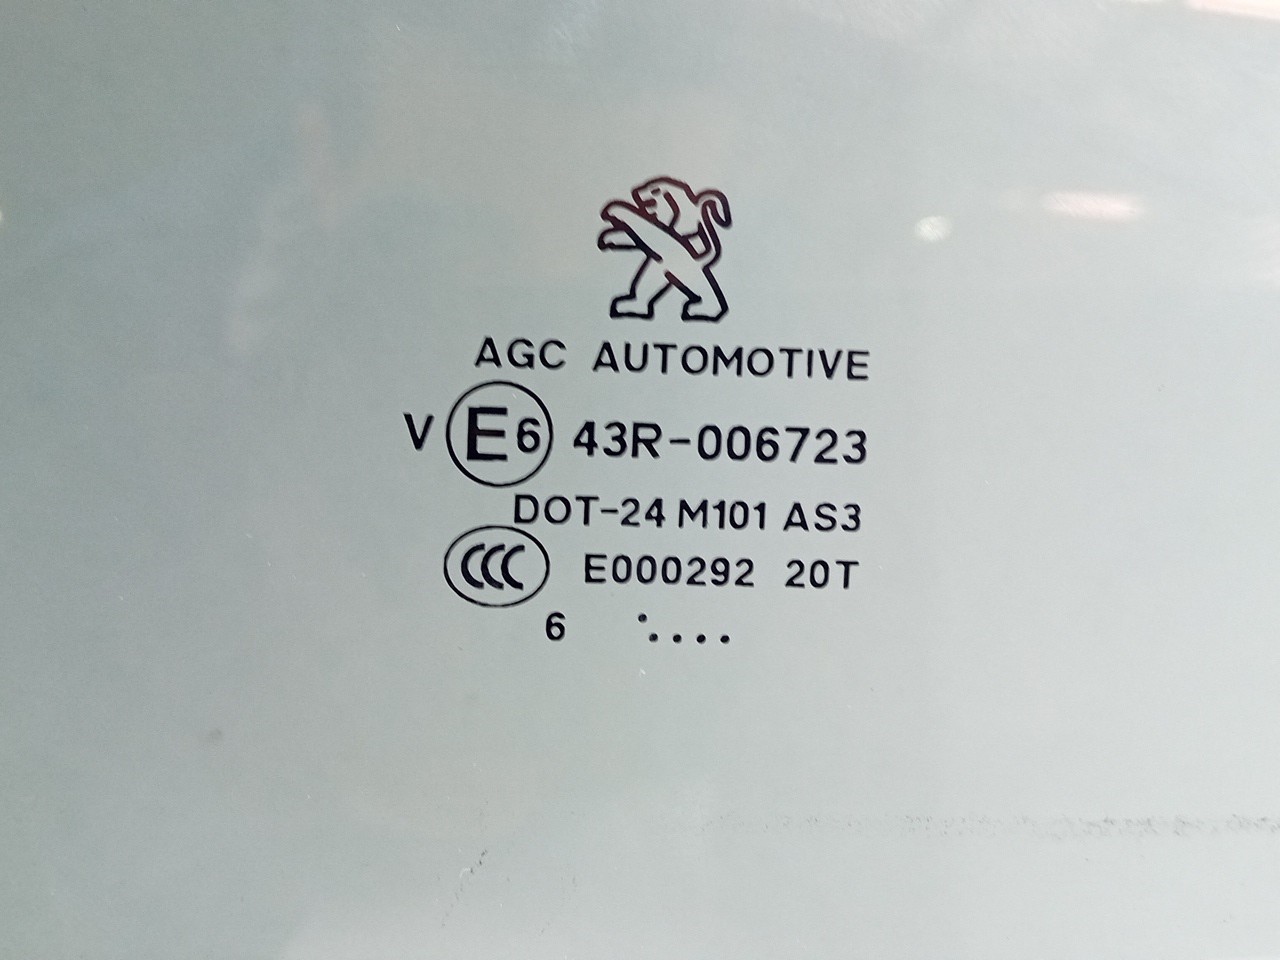 AGC AUTOMOTIVE
V E6 43R-006723
DOT-24 M101 AS3
CCC E000292 20T
6 ·....